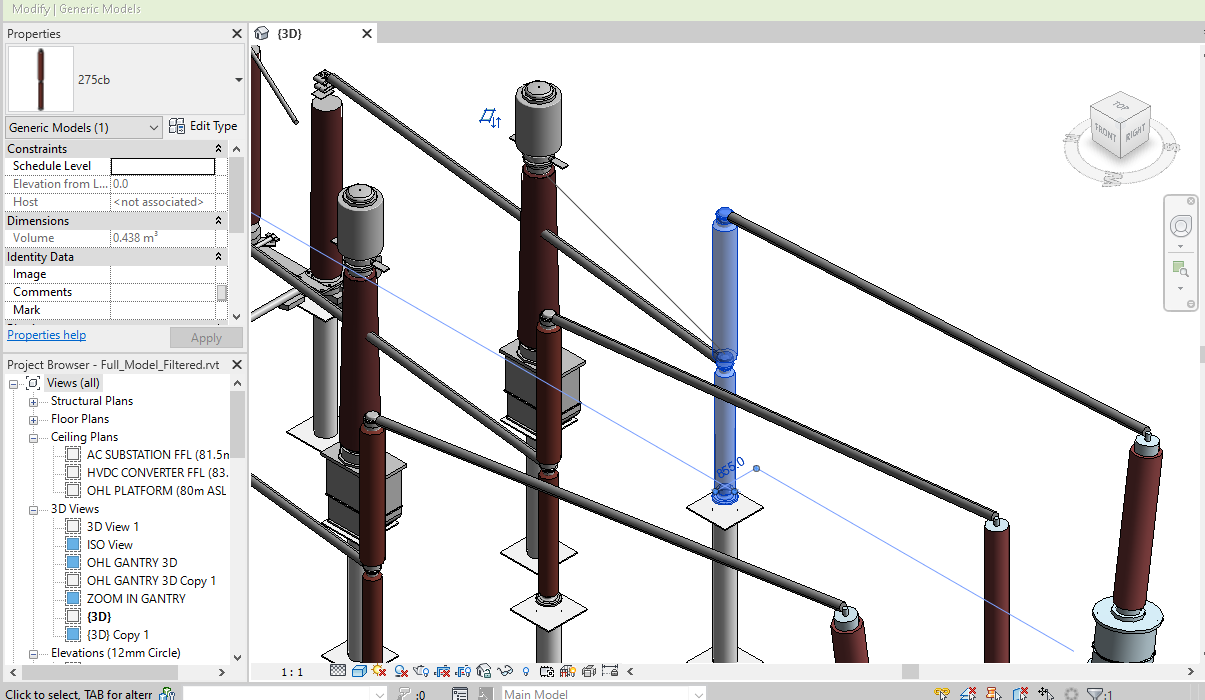 Modify | Generic Models
Properties
{3D}
275cb
Generic Models (1)
Edit Type
Constraints
Schedule Level
Elevation from L... 0.0
Host <not associated>
Dimensions
Volume 0.438 m³
Identity Data
Image
Comments
Mark
Properties help
Apply
Project Browser - Full_Model_Filtered.rvt
Views (all)
Structural Plans
Floor Plans
Ceiling Plans
AC SUBSTATION FFL (81.5m
HVDC CONVERTER FFL (83.
OHL PLATFORM (80m ASL
3D Views
3D View 1
ISO View
OHL GANTRY 3D
OHL GANTRY 3D Copy 1
ZOOM IN GANTRY
{3D}
{3D} Copy 1
Elevations (12mm Circle)
TOP
FRONT
RIGHT
855.0
1 : 1
Click to select, TAB for altern
:0
Main Model
:1